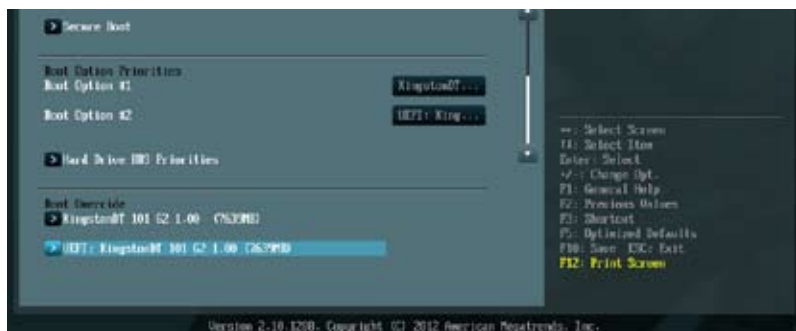 Secure Boot
Boot Option Priorities
Boot Option #1
KingstonDT...
Boot Option #2
UEFI: King...
Hard Drive BBS Priorities
Boot Override
KingstonDT 101 G2 1.00 (7639MB)
UEFI: KingstonDT 101 G2 1.00 (7639MB)
→←: Select Screen
↑↓: Select Item
Enter: Select
+/-: Change Opt.
F1: General Help
F2: Previous Values
F3: Shortcut
F5: Optimized Defaults
F10: Save ESC: Exit
F12: Print Screen
Version 2.10.1208. Copyright (C) 2012 American Megatrends, Inc.